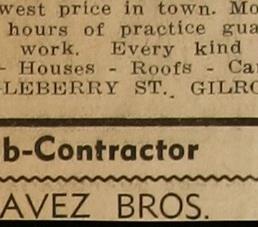 west price in town. Mo
hours of practice gua
work. Every kind
- Houses - Roofs - Ca
LEBERRY ST., GILRO
b-Contractor
AVEZ BROS.